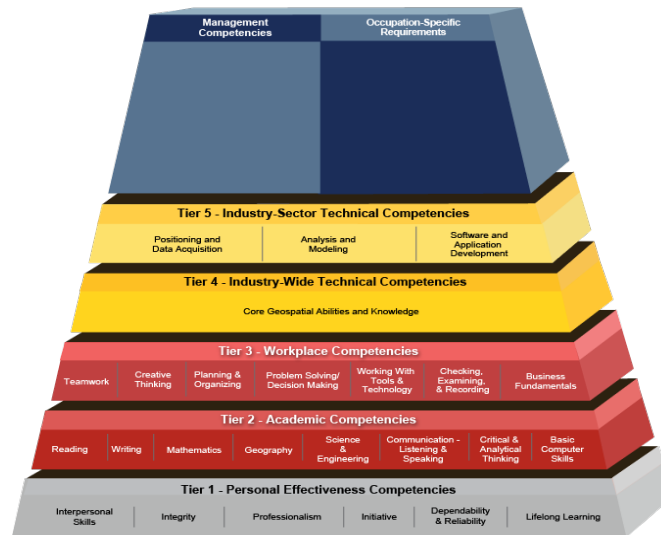 Management
Competencies
Occupation-Specific
Requirements
Tier 5 - Industry-Sector Technical Competencies
Positioning and
Data Acquisition
Analysis and
Modeling
Software and
Application
Development
Tier 4 - Industry-Wide Technical Competencies
Core Geospatial Abilities and Knowledge
Tier 3 - Workplace Competencies
Teamwork
Creative
Thinking
Planning &
Organizing
Problem Solving/
Decision Making
Working With
Tools &
Technology
Checking,
Examining,
& Recording
Business
Fundamentals
Tier 2 - Academic Competencies
Reading
Writing
Mathematics
Geography
Science
&
Engineering
Communication -
Listening &
Speaking
Critical &
Analytical
Thinking
Basic
Computer
Skills
Tier 1 - Personal Effectiveness Competencies
Interpersonal
Skills
Integrity
Professionalism
Initiative
Dependability
& Reliability
Lifelong Learning